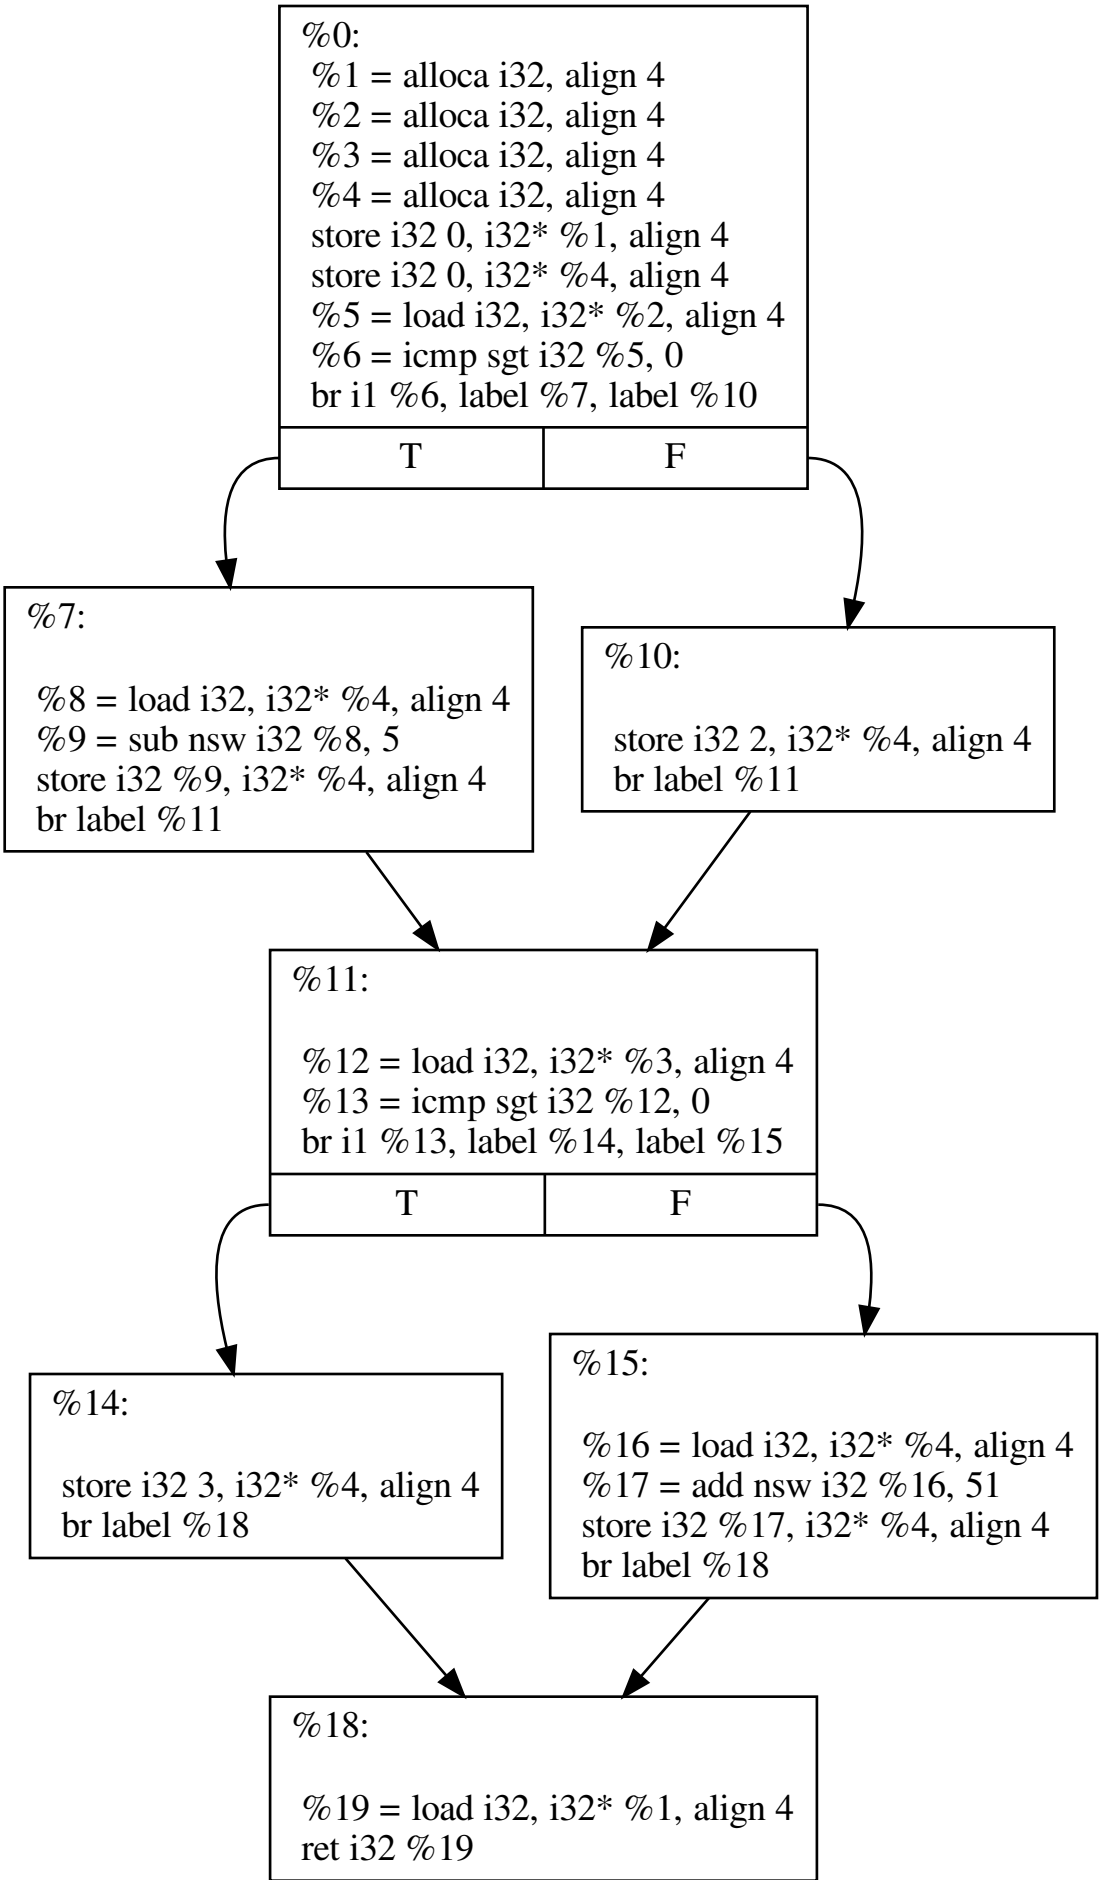 %0:
%1 = alloca i32, align 4
%2 = alloca i32, align 4
%3 = alloca i32, align 4
%4 = alloca i32, align 4
store i32 0, i32* %1, align 4
store i32 0, i32* %4, align 4
%5 = load i32, i32* %2, align 4
%6 = icmp sgt i32 %5, 0
br i1 %6, label %7, label %10
T
F
%7:
%8 = load i32, i32* %4, align 4
%9 = sub nsw i32 %8, 5
store i32 %9, i32* %4, align 4
br label %11
%10:
store i32 2, i32* %4, align 4
br label %11
%11:
%12 = load i32, i32* %3, align 4
%13 = icmp sgt i32 %12, 0
br i1 %13, label %14, label %15
T
F
%14:
store i32 3, i32* %4, align 4
br label %18
%15:
%16 = load i32, i32* %4, align 4
%17 = add nsw i32 %16, 51
store i32 %17, i32* %4, align 4
br label %18
%18:
%19 = load i32, i32* %1, align 4
ret i32 %19